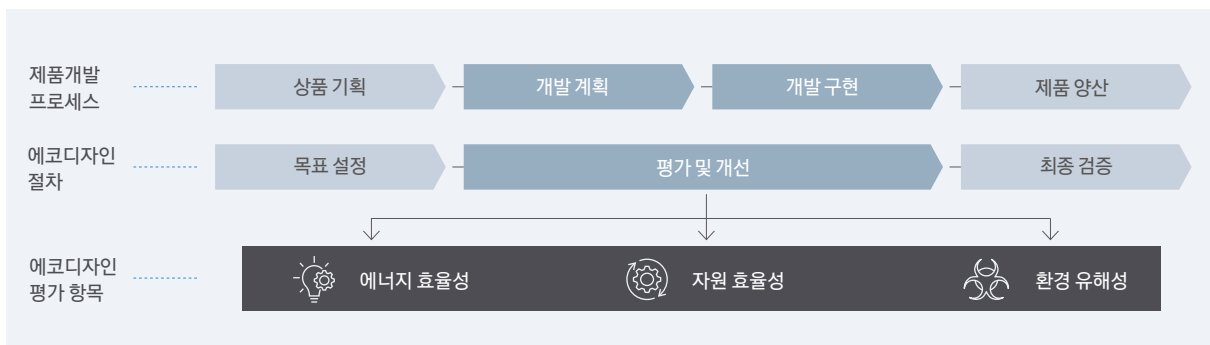 제품개발
프로세스
상품 기획
개발 계획
개발 구현
제품 양산
에코디자인
절차
목표 설정
평가 및 개선
최종 검증
에코디자인
평가 항목
에너지 효율성
자원 효율성
환경 유해성